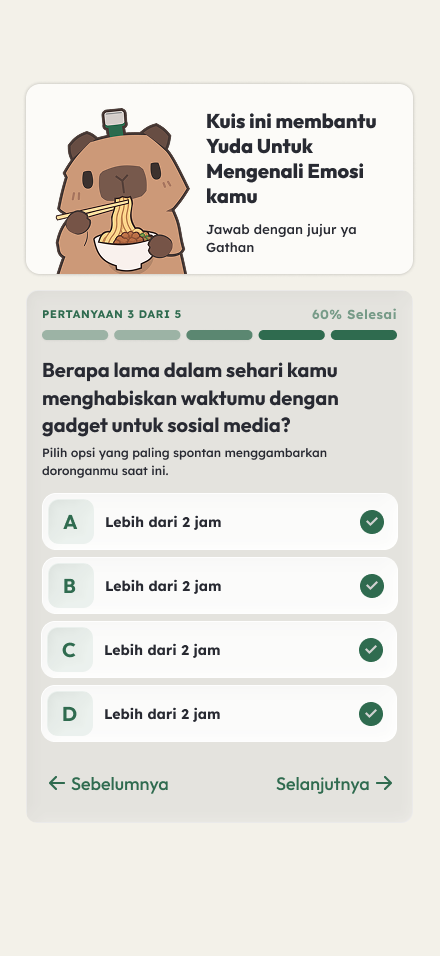 Kuis ini membantu
Yuda Untuk
Mengenali Emosi
kamu
Jawab dengan jujur ya
Gathan
PERTANYAAN 3 DARI 5
60% Selesai
Berapa lama dalam sehari kamu
menghabiskan waktumu dengan
gadget untuk sosial media?
Pilih opsi yang paling spontan menggambarkan
doronganmu saat ini.
A Lebih dari 2 jam
B Lebih dari 2 jam
C Lebih dari 2 jam
D Lebih dari 2 jam
← Sebelumnya
Selanjutnya →